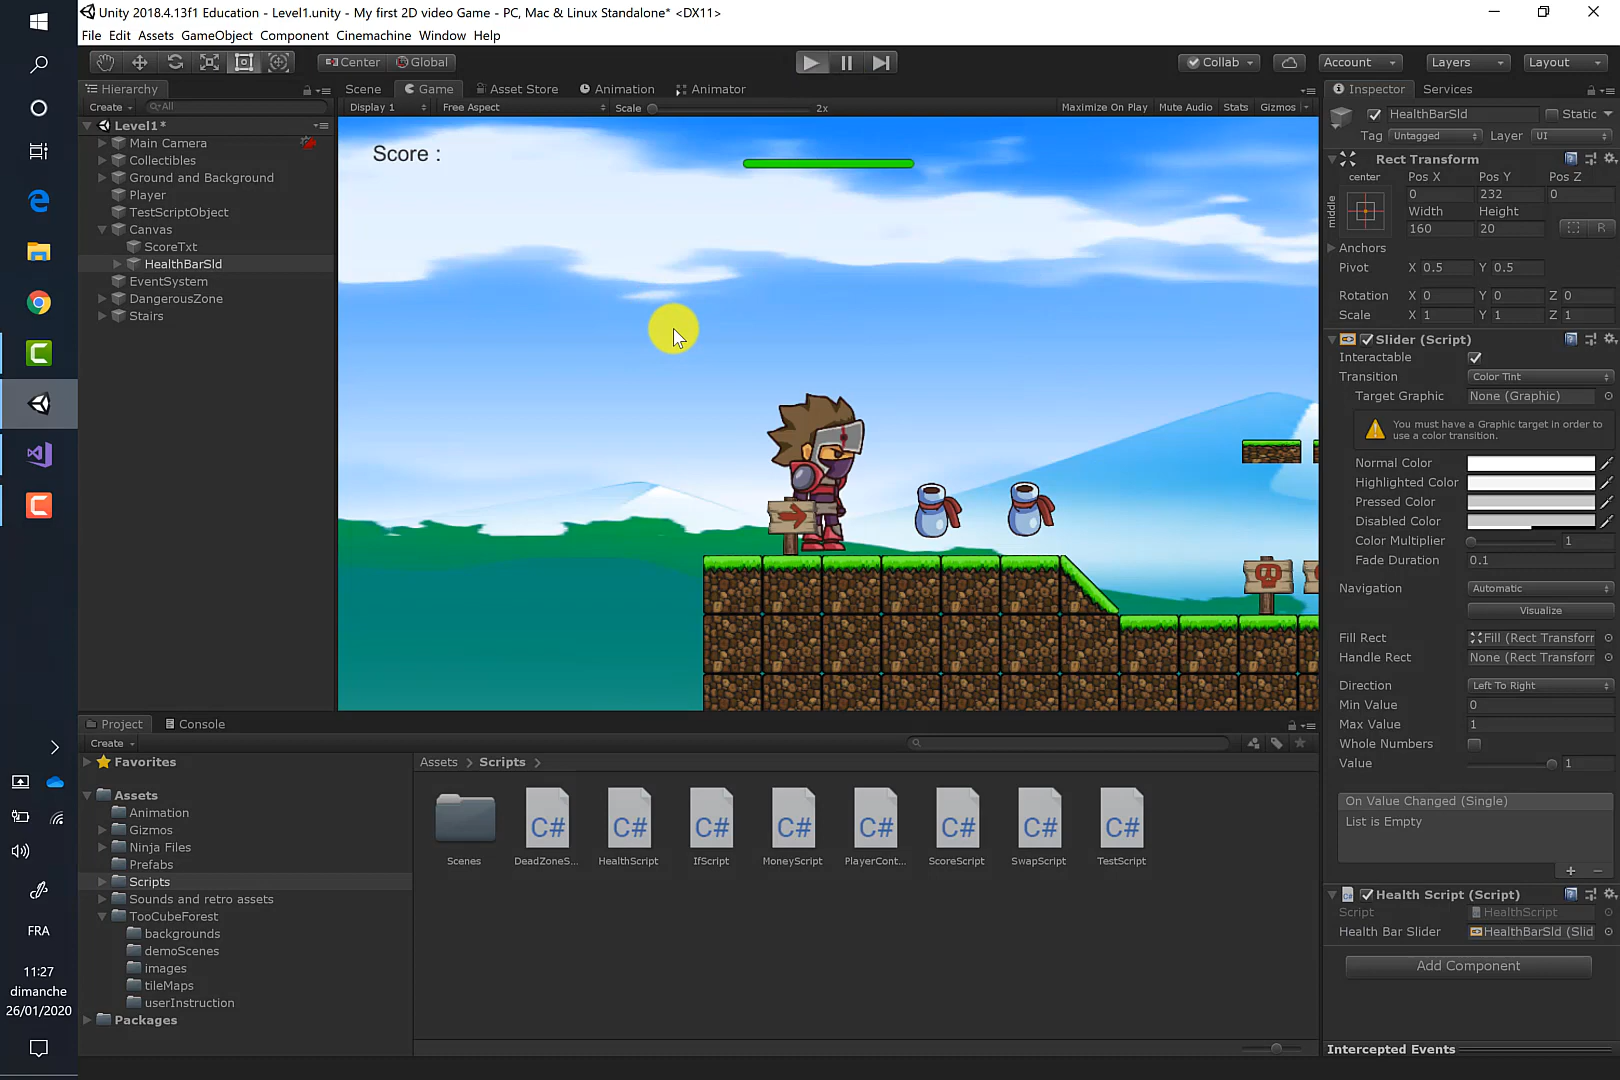 Unity 2018.4.13f1 Education - Level1.unity - My first 2D video Game - PC, Mac & Linux Standalone* <DX11>
File Edit Assets GameObject Component Cinemachine Window Help
Center Global Collab Account Layers Layout
Hierarchy
Create All
Level1*
Main Camera
Collectibles
Ground and Background
Player
TestScriptObject
Canvas
ScoreTxt
HealthBarSld
EventSystem
DangerousZone
Stairs
Scene Game Asset Store Animation Animator
Display 1 Free Aspect Scale 2x Maximize On Play Mute Audio Stats Gizmos
Score :
Inspector Services
HealthBarSld Static
Tag Untagged Layer UI
Rect Transform
center Pos X Pos Y Pos Z
middle 0 232 0
Width Height
160 20 R
Anchors
Pivot X 0.5 Y 0.5
Rotation X 0 Y 0 Z 0
Scale X 1 Y 1 Z 1
Slider (Script)
Interactable
Transition Color Tint
Target Graphic None (Graphic)
You must have a Graphic target in order to
use a color transition.
Normal Color
Highlighted Color
Pressed Color
Disabled Color
Color Multiplier 1
Fade Duration 0.1
Navigation Automatic
Visualize
Fill Rect Fill (Rect Transforr
Handle Rect None (Rect Transforr
Direction Left To Right
Min Value 0
Max Value 1
Whole Numbers
Value 1
On Value Changed (Single)
List is Empty
Health Script (Script)
Script HealthScript
Health Bar Slider HealthBarSld (Slid
Add Component
Intercepted Events
Project Console
Create
Favorites
Assets
Animation
Gizmos
Ninja Files
Prefabs
Scripts
Sounds and retro assets
TooCubeForest
backgrounds
demoScenes
images
tileMaps
userInstruction
Packages
Assets > Scripts >
C# C# C# C# C# C# C# C#
Scenes DeadZoneS... HealthScript IfScript MoneyScript PlayerCont... ScoreScript SwapScript TestScript
FRA
11:27
dimanche
26/01/2020